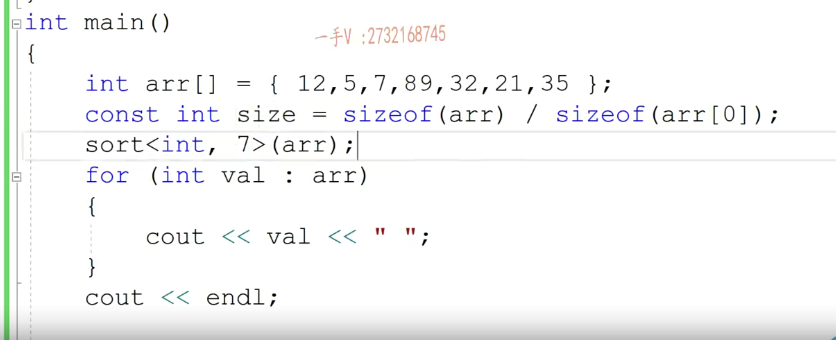 int main()
一手V :2732168745
{
int arr[] = { 12,5,7,89,32,21,35 };
const int size = sizeof(arr) / sizeof(arr[0]);
sort<int, 7>(arr);
for (int val : arr)
{
cout << val << " ";
}
cout << endl;